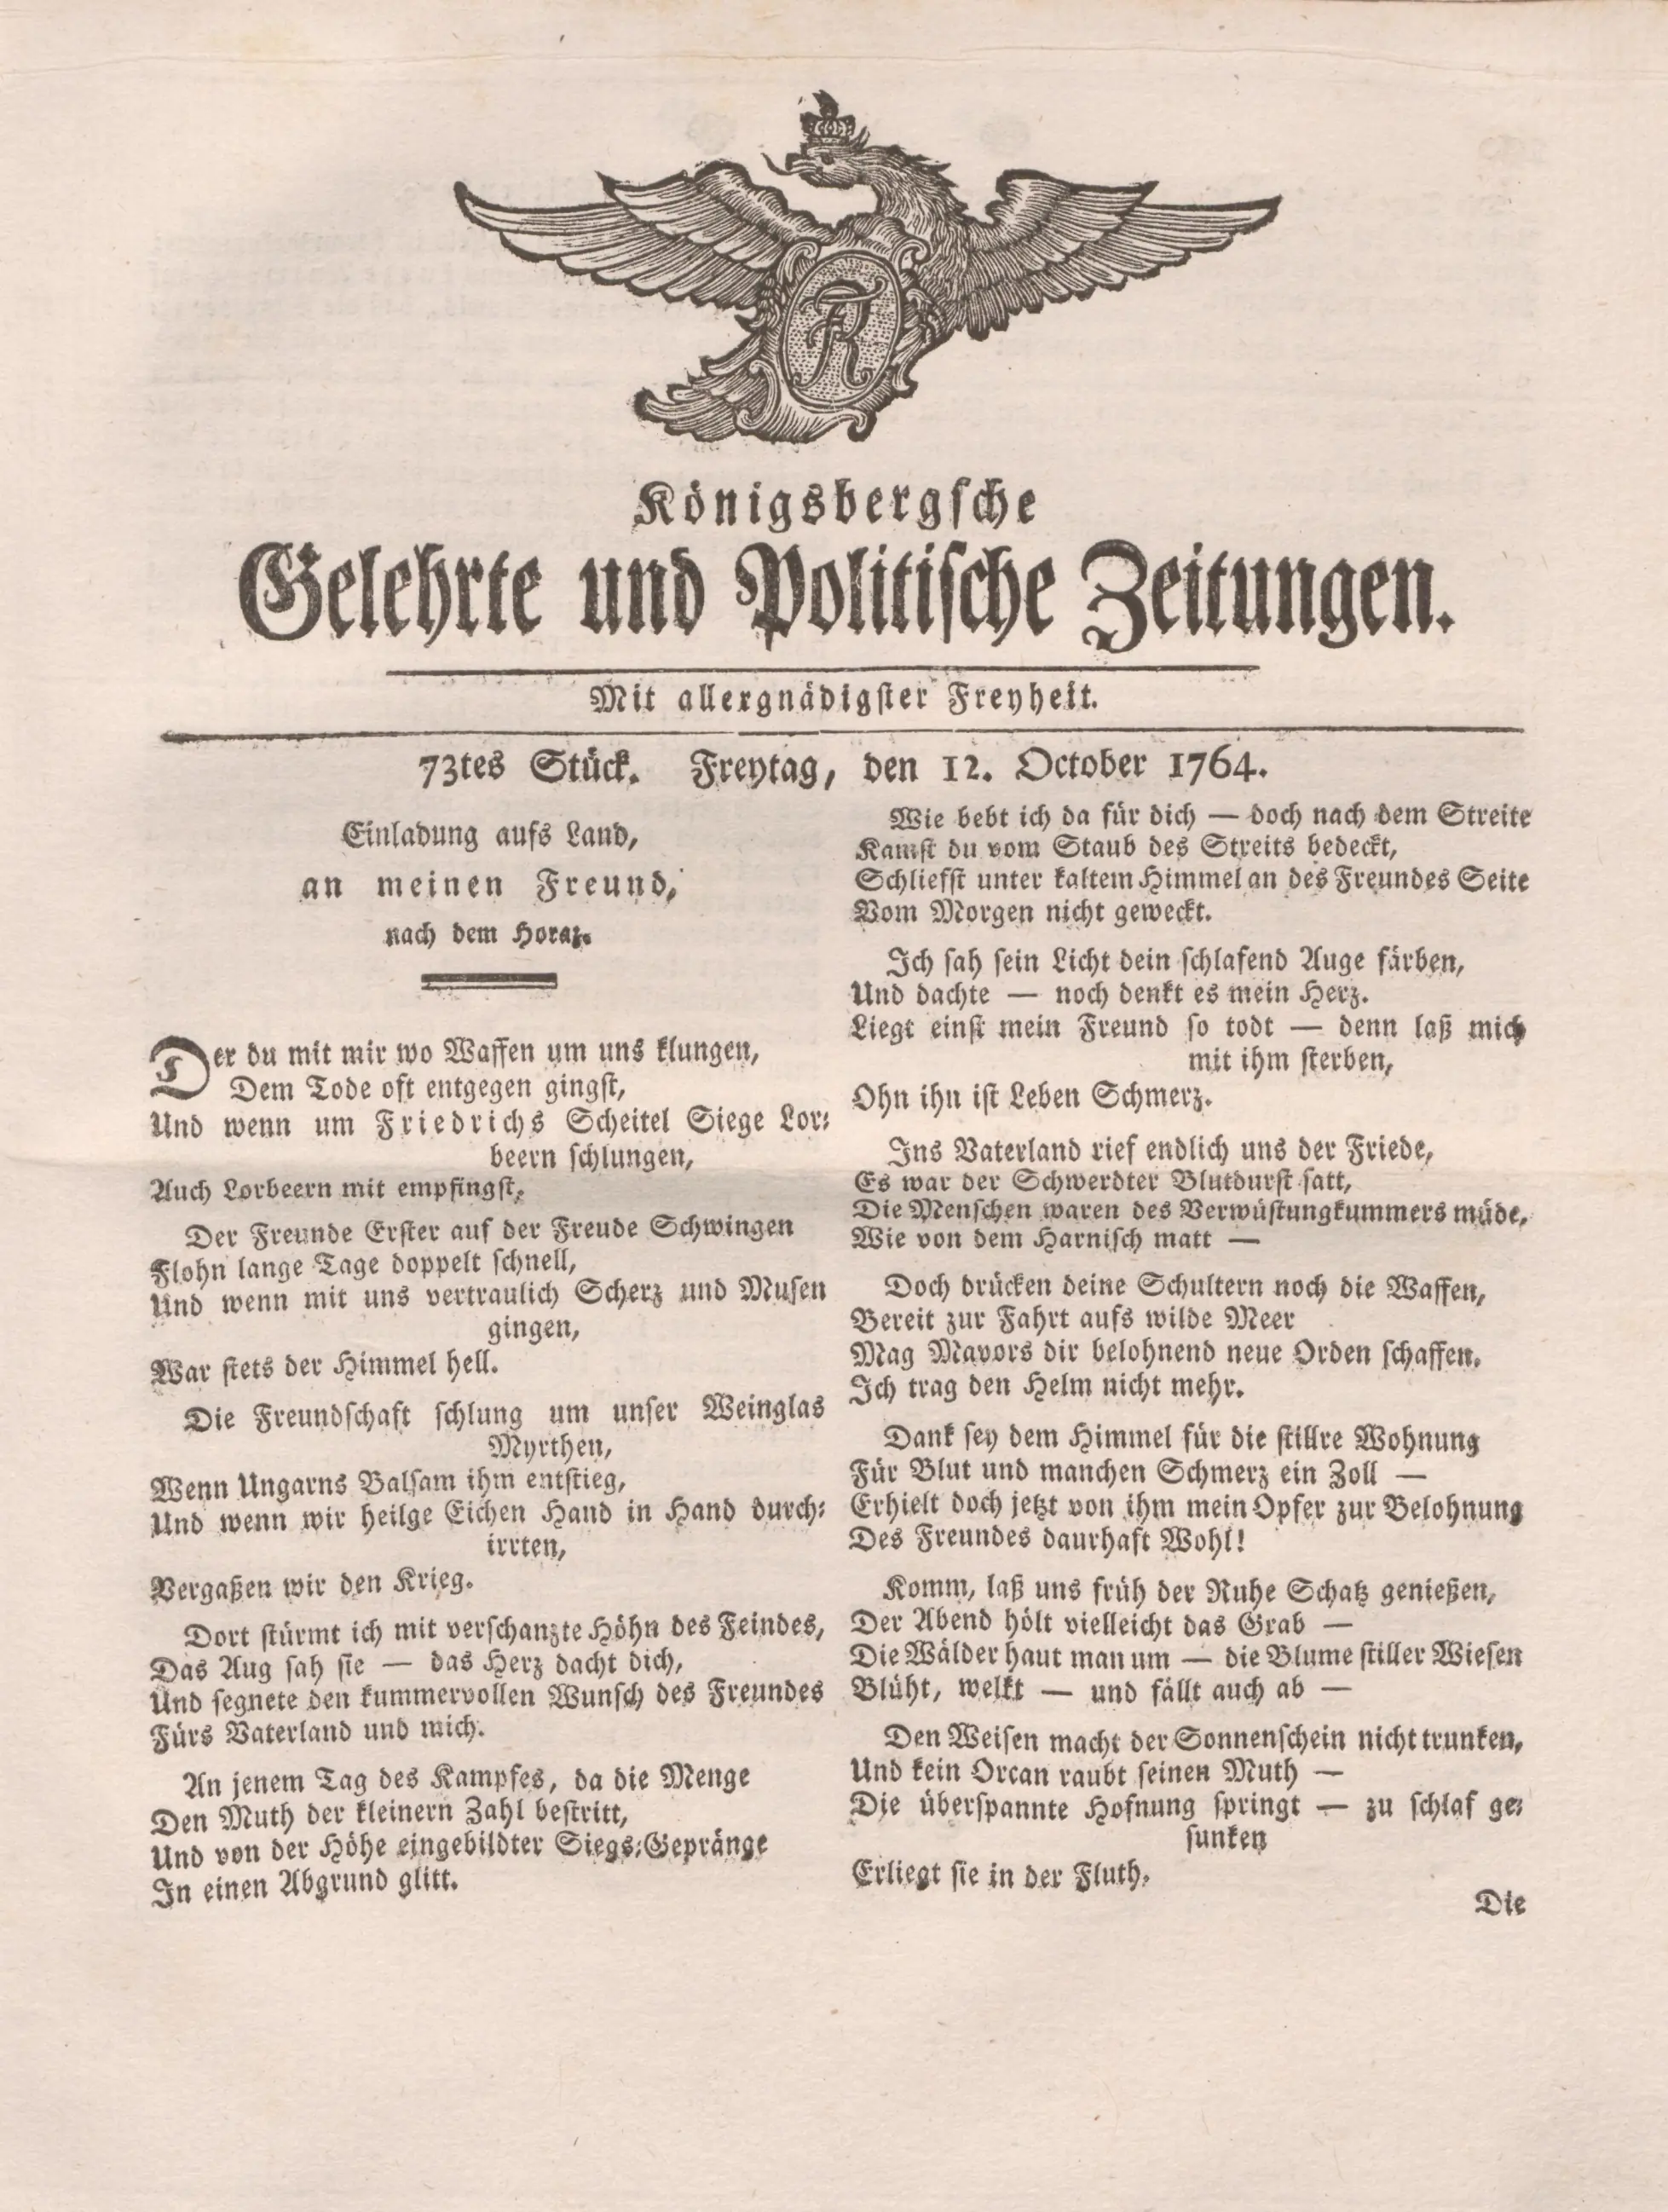 FR
Königsbergsche
Gelehrte und Politische Zeitungen.
Mit allergnädigster Freyheit.
73tes Stück. Freytag, den 12. October 1764.
Einladung aufs Land,
an meinen Freund,
nach dem Horaz.
Der du mit mir wo Waffen um uns klungen,
Dem Tode oft entgegen gingst,
Und wenn um Friedrichs Scheitel Siege Lor-
beern schlungen,
Auch Lorbeern mit empfingst,
Der Freunde Erster auf der Freude Schwingen
Flohn lange Tage doppelt schnell,
Und wenn mit uns vertraulich Scherz und Musen
gingen,
War stets der Himmel hell.
Die Freundschaft schlung um unser Weinglas
Myrthen,
Wenn Ungarns Balsam ihm entstieg,
Und wenn wir heilge Eichen Hand in Hand durch-
irrten,
Vergaßen wir den Krieg.
Dort stürmt ich mit verschanzte Höhn des Feindes,
Das Aug sah sie — das Herz dacht dich,
Und segnete den kummervollen Wunsch des Freundes
Fürs Vaterland und mich.
An jenem Tag des Kampfes, da die Menge
Den Muth der kleinern Zahl bestritt,
Und von der Höhe eingebildter Siegs-Gepränge
In einen Abgrund glitt.
Wie bebt ich da für dich — doch nach dem Streite
Kamst du vom Staub des Streits bedeckt,
Schliefst unter kaltem Himmel an des Freundes Seite
Vom Morgen nicht geweckt.
Ich sah sein Licht dein schlafend Auge färben,
Und dachte — noch denkt es mein Herz.
Liegt einst mein Freund so todt — denn laß mich
mit ihm sterben,
Ohn ihn ist Leben Schmerz.
Ins Vaterland rief endlich uns der Friede,
Es war der Schwerdter Blutdurst satt,
Die Menschen waren des Verwüstungkummers müde,
Wie von dem Harnisch matt —
Doch drücken deine Schultern noch die Waffen,
Bereit zur Fahrt aufs wilde Meer
Mag Mavors dir belohnend neue Orden schaffen.
Ich trag den Helm nicht mehr.
Dank sey dem Himmel für die stillre Wohnung
Für Blut und manchen Schmerz ein Zoll —
Erhielt doch jetzt von ihm mein Opfer zur Belohnung
Des Freundes daurhaft Wohl!
Komm, laß uns früh der Ruhe Schatz genießen,
Der Abend hölt vielleicht das Grab —
Die Wälder haut man um — die Blume stiller Wiesen
Blüht, welkt — und fällt auch ab —
Den Weisen macht der Sonnenschein nicht trunken,
Und kein Orcan raubt seinen Muth —
Die überspannte Hofnung springt — zu schlaf ge-
sunken
Erliegt sie in der Fluth,
Die